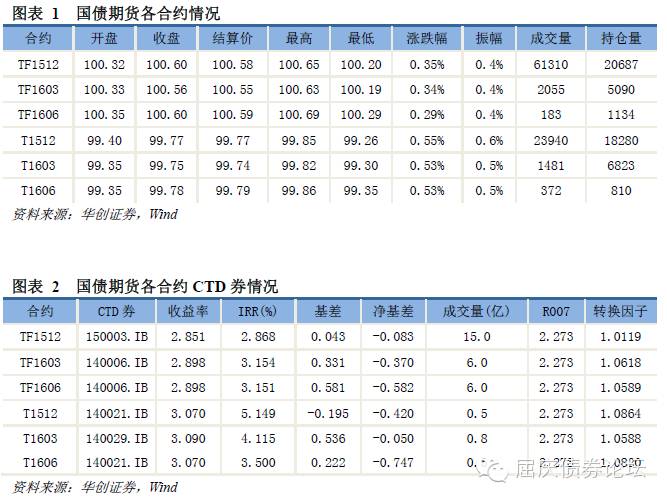 图表 1 国债期货各合约情况
合约 开盘 收盘 结算价 最高 最低 涨跌幅 振幅 成交量 持仓量
TF1512 100.32 100.60 100.58 100.65 100.20 0.35% 0.4% 61310 20687
TF1603 100.33 100.56 100.55 100.63 100.19 0.34% 0.4% 2055 5090
TF1606 100.35 100.60 100.59 100.69 100.29 0.29% 0.4% 183 1134
T1512 99.40 99.77 99.77 99.85 99.26 0.55% 0.6% 23940 18280
T1603 99.35 99.75 99.74 99.82 99.30 0.53% 0.5% 1481 6823
T1606 99.35 99.78 99.79 99.86 99.35 0.53% 0.5% 372 810
资料来源：华创证券，Wind
图表 2 国债期货各合约 CTD 券情况
合约 CTD 券 收益率 IRR(%) 基差 净基差 成交量(亿) R007 转换因子
TF1512 150003.IB 2.851 2.868 0.043 -0.083 15.0 2.273 1.0119
TF1603 140006.IB 2.898 3.154 0.331 -0.370 6.0 2.273 1.0618
TF1606 140006.IB 2.898 3.151 0.581 -0.582 6.0 2.273 1.0589
T1512 140021.IB 3.070 5.149 -0.195 -0.420 0.5 2.273 1.0864
T1603 140029.IB 3.090 4.115 0.536 -0.050 0.8 2.273 1.0588
T1606 140021.IB 3.070 3.500 0.222 -0.747
屈庆债券论坛
资料来源：华创证券，Wind